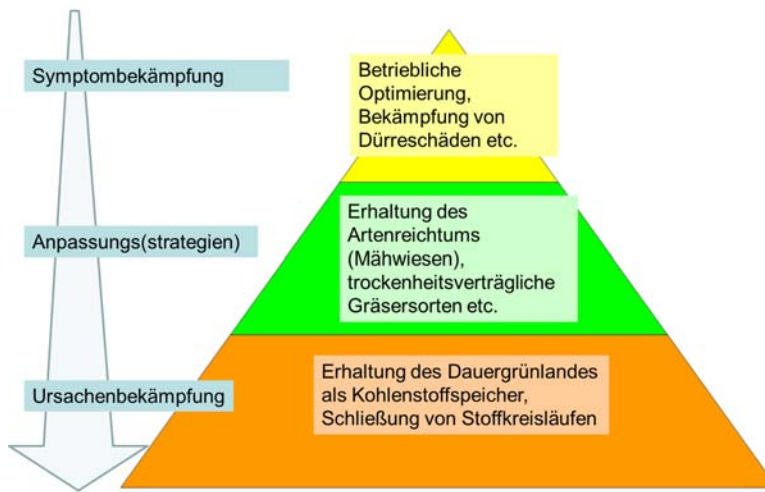 Symptombekämpfung
Betriebliche
Optimierung,
Bekämpfung von
Dürreschäden etc.
Anpassungs(strategien)
Erhaltung des
Artenreichtums
(Mähwiesen),
trockenheitsverträgliche
Gräsersorten etc.
Ursachenbekämpfung
Erhaltung des Dauergrünlandes
als Kohlenstoffspeicher,
Schließung von Stoffkreisläufen